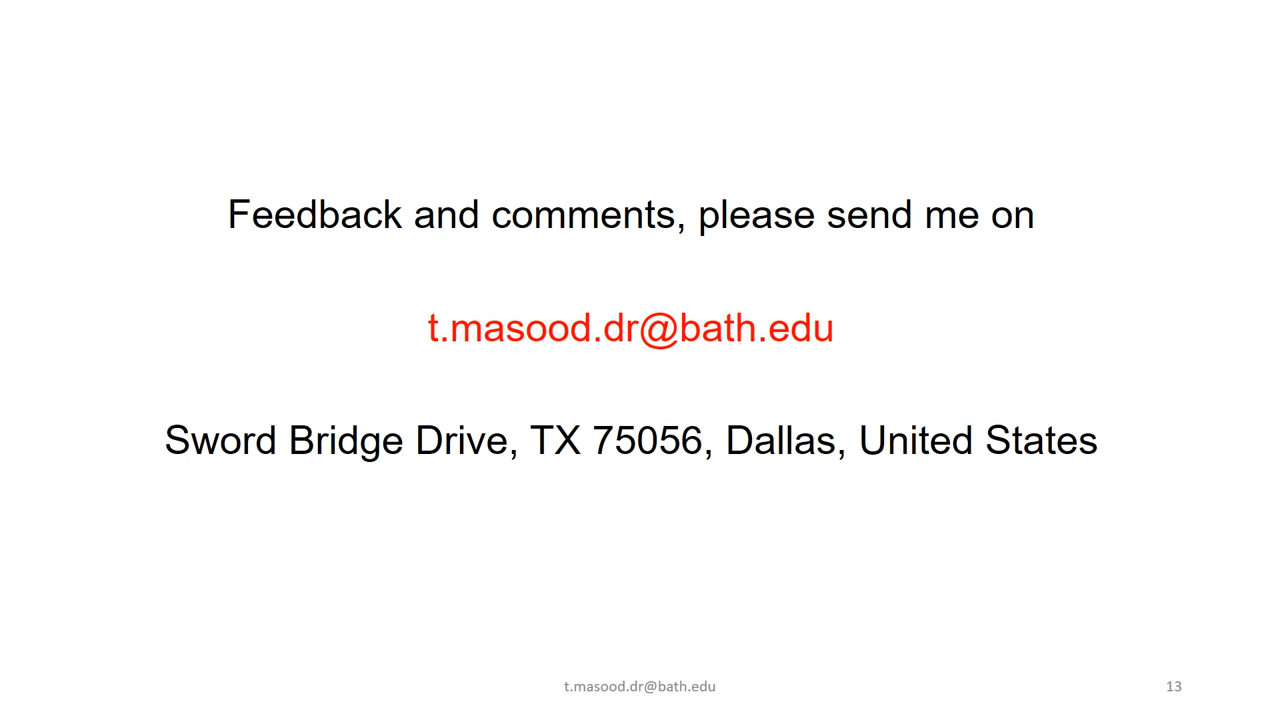 Feedback and comments, please send me on
t.masood.dr@bath.edu
Sword Bridge Drive, TX 75056, Dallas, United States
t.masood.dr@bath.edu
13